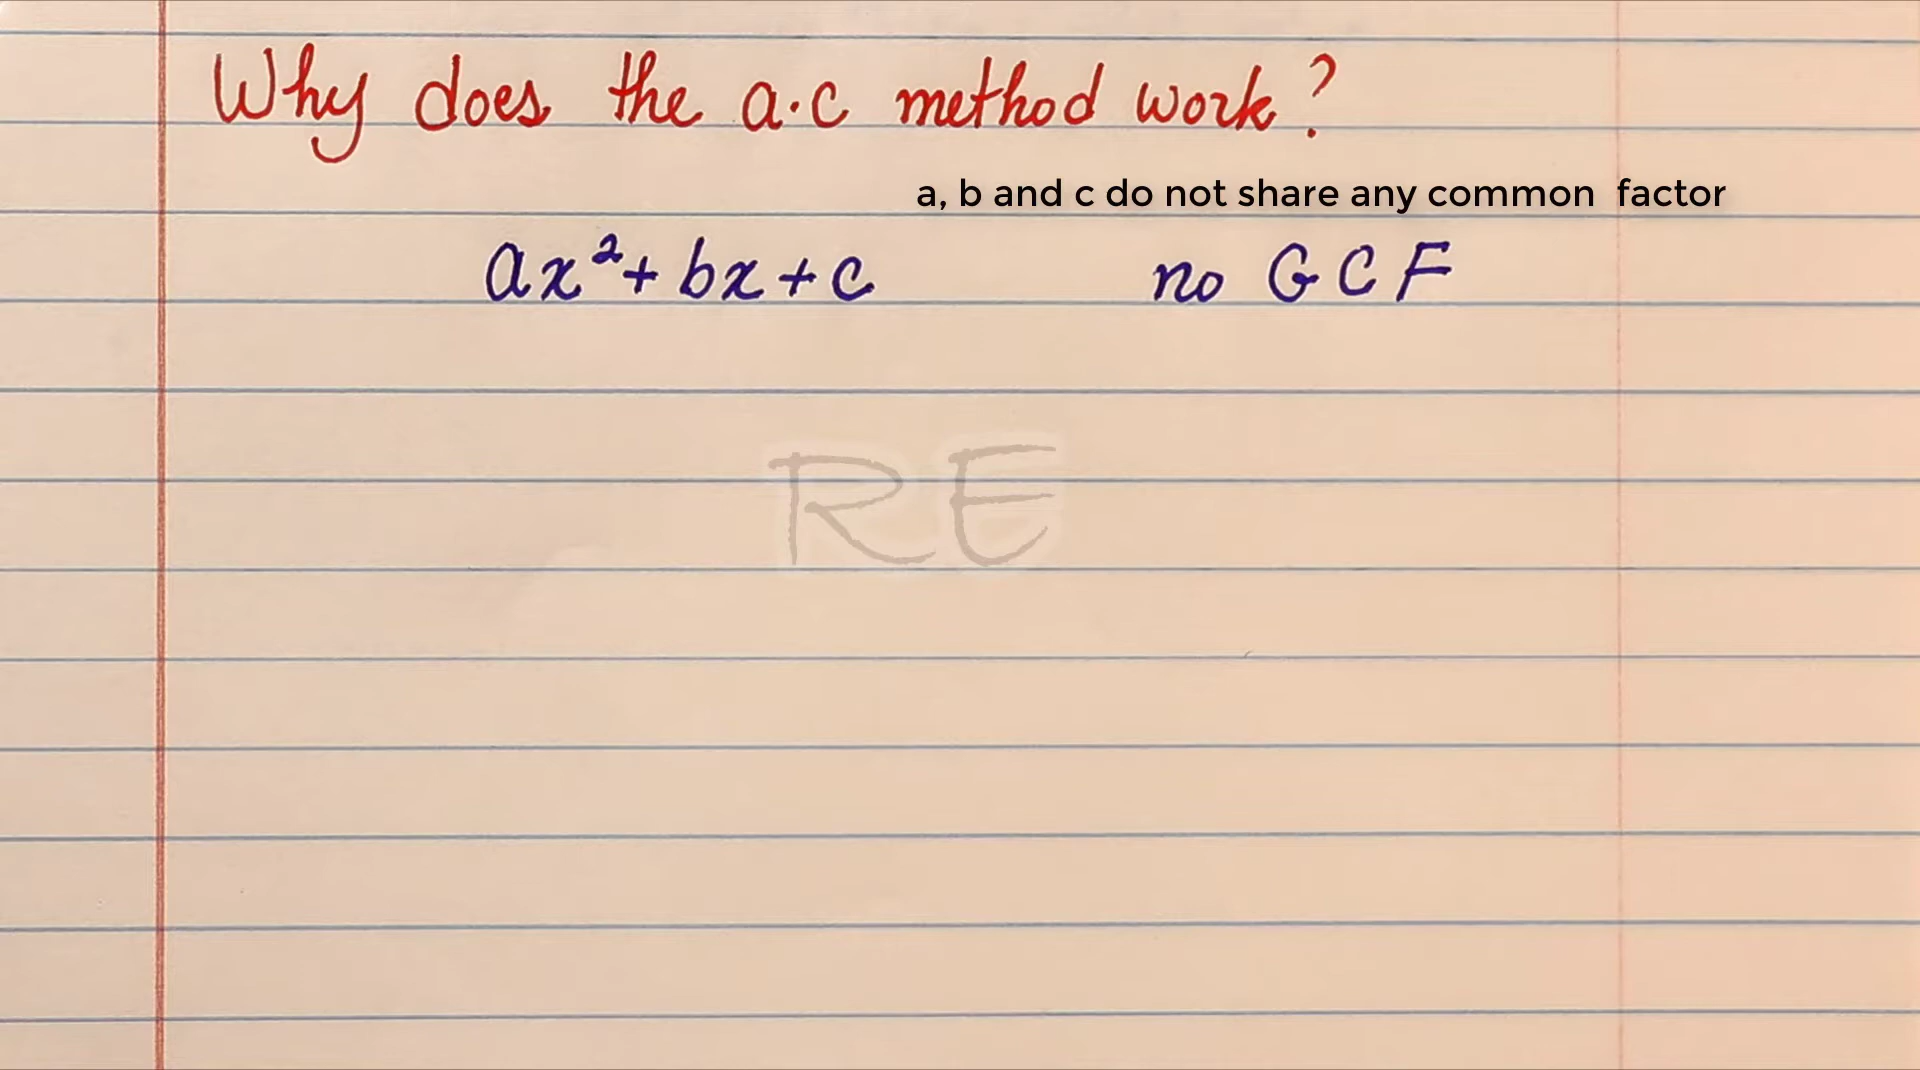 Why does the a·c method work?
a, b and c do not share any common factor
ax²+ bx+c no GCF
RE